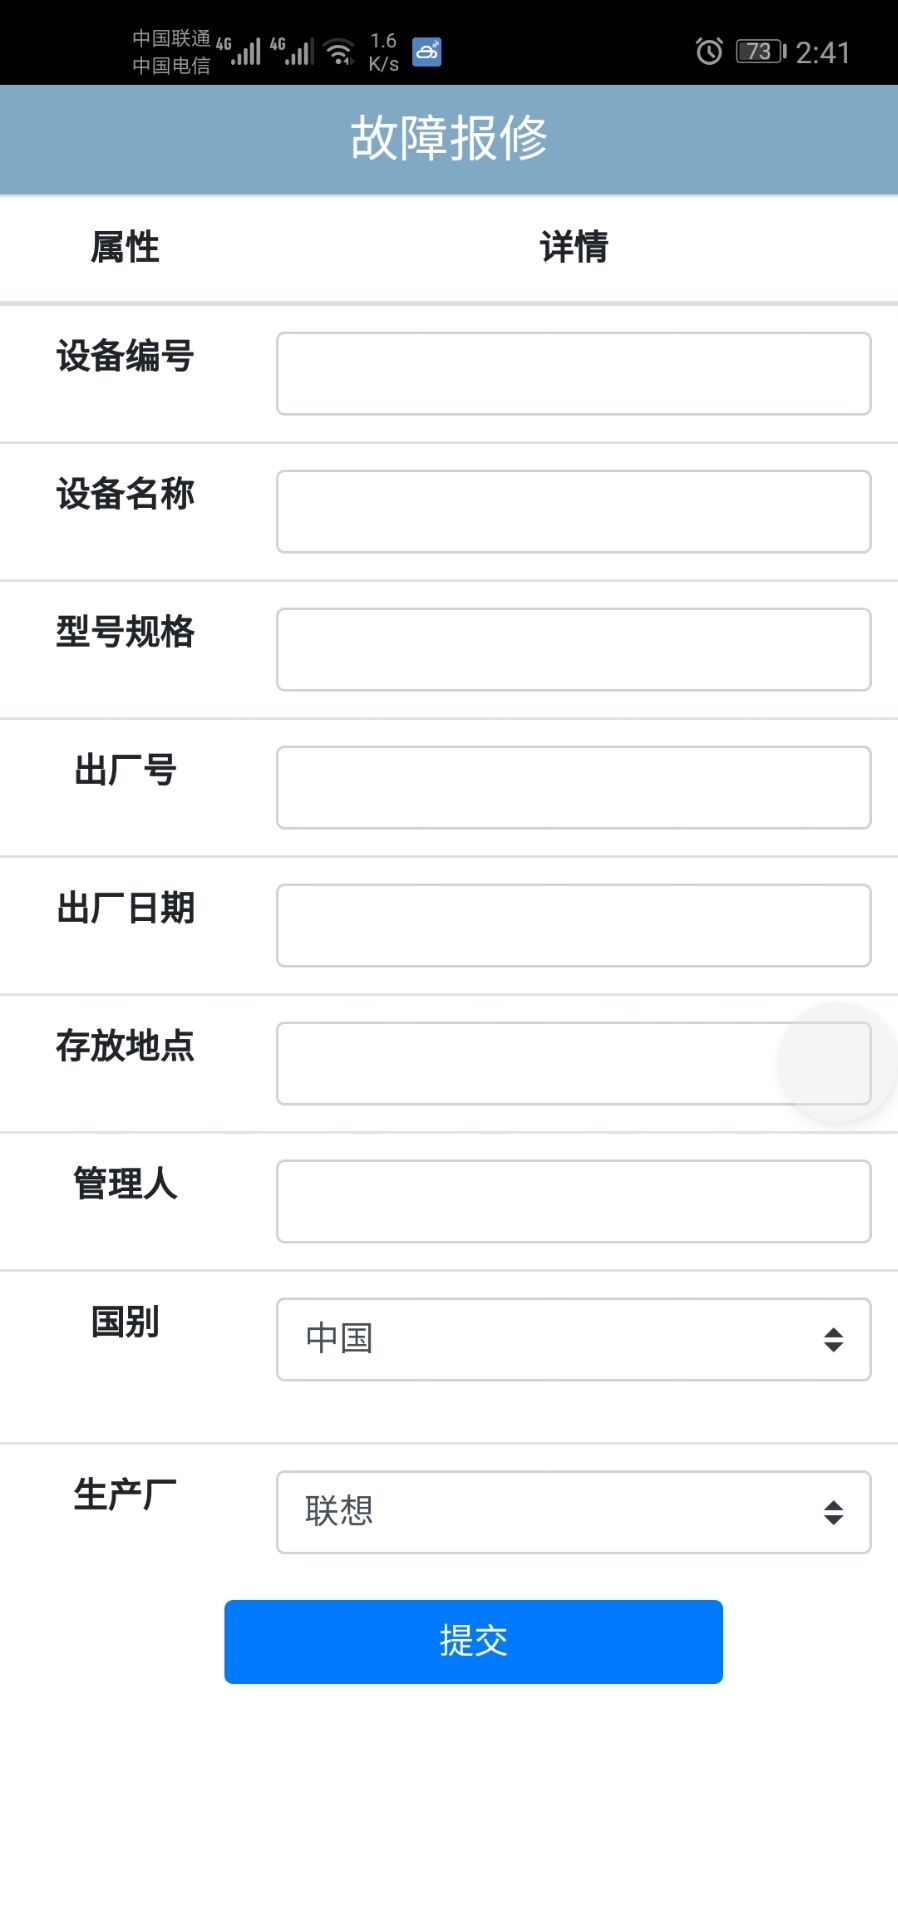 中国联通 4G 4G 1.6
中国电信 K/s 73 2:41
故障报修
属性 详情
设备编号
设备名称
型号规格
出厂号
出厂日期
存放地点
管理人
国别 中国
生产厂 联想
提交